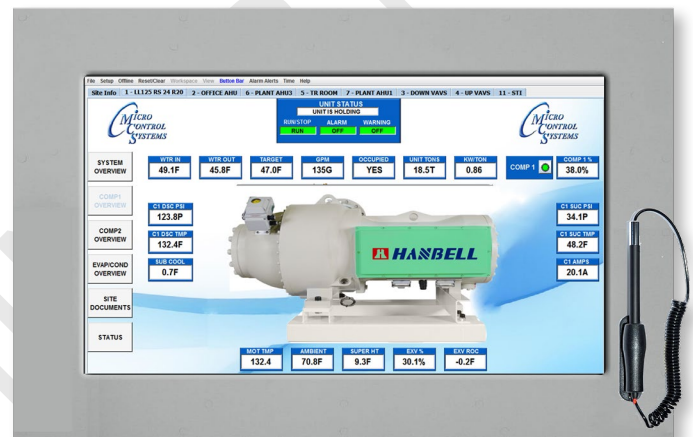 File Setup Offline Reset/Clear Workspace View Button Bar Alarm Alerts Time Help
Site Info 1 - LL125 RS 24 R20 2 - OFFICE AHU 6 - PLANT AHU3 5 - TR ROOM 7 - PLANT AHU1 3 - DOWN VAVS 4 - UP VAVS 11 - ST1
MICRO
CONTROL
SYSTEMS
UNIT STATUS
UNIT IS HOLDING
RUN/STOP ALARM WARNING
RUN OFF OFF
MICRO
CONTROL
SYSTEMS
SYSTEM
OVERVIEW
WTR IN WTR OUT TARGET GPM OCCUPIED UNIT TONS KW/TON
49.1F 45.8F 47.0F 135G YES 18.5T 0.86
COMP 1
COMP 1 %
38.0%
COMP1
OVERVIEW
C1 DSC PSI
123.8P
C1 SUC PSI
34.1P
COMP2
OVERVIEW
C1 DSC TMP
132.4F
C1 SUC TMP
48.2F
EVAP/COND
OVERVIEW
SUB COOL
0.7F
HANBELL
C1 AMPS
20.1A
SITE
DOCUMENTS
STATUS
MOT TMP AMBIENT SUPER HT EXV % EXV ROC
132.4 70.8F 9.3F 30.1% -0.2F